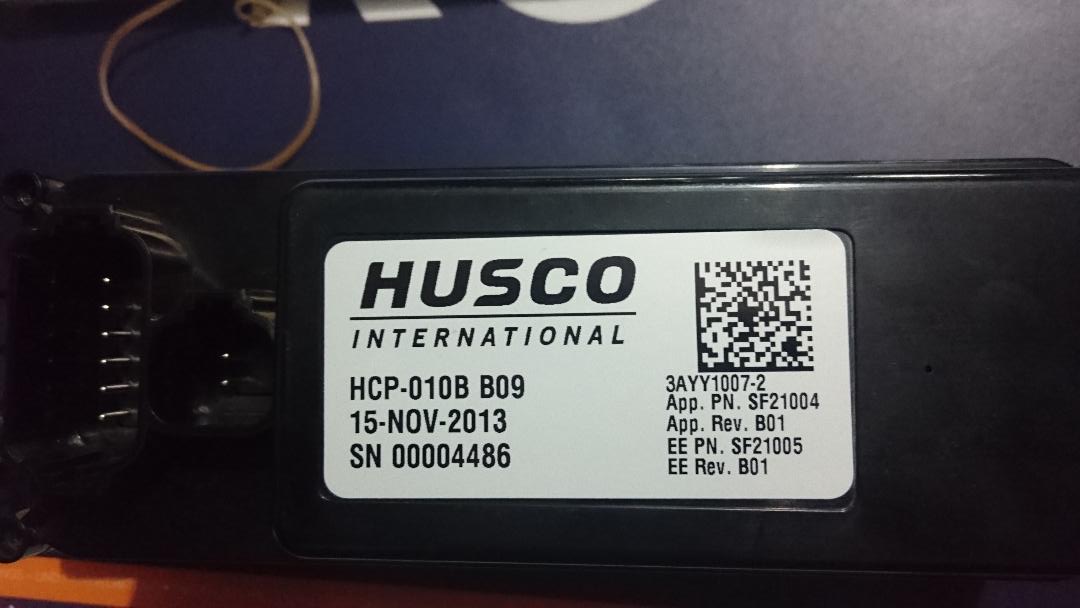 HUSCO
INTERNATIONAL
HCP-010B B09
15-NOV-2013
SN 00004486
3AYY1007-2
App. PN. SF21004
App. Rev. B01
EE PN. SF21005
EE Rev. B01